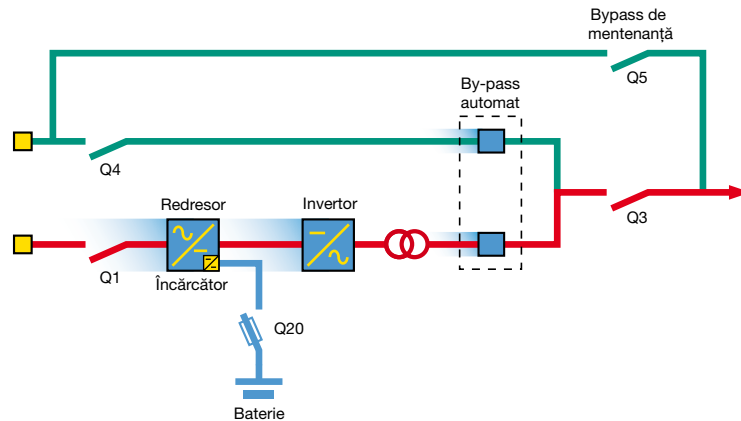 Bypass de
mentenanță
Q5
By-pass
automat
Q4
Redresor
Invertor
Q3
Q1
Încărcător
Q20
Baterie